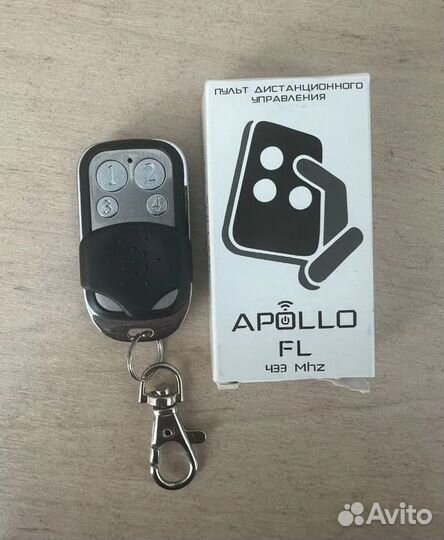 ПУЛЬТ ДИСТАНЦИОННОГО
УПРАВЛЕНИЯ
1 2
3 4
APOLLO
FL
433 Mhz
Avito